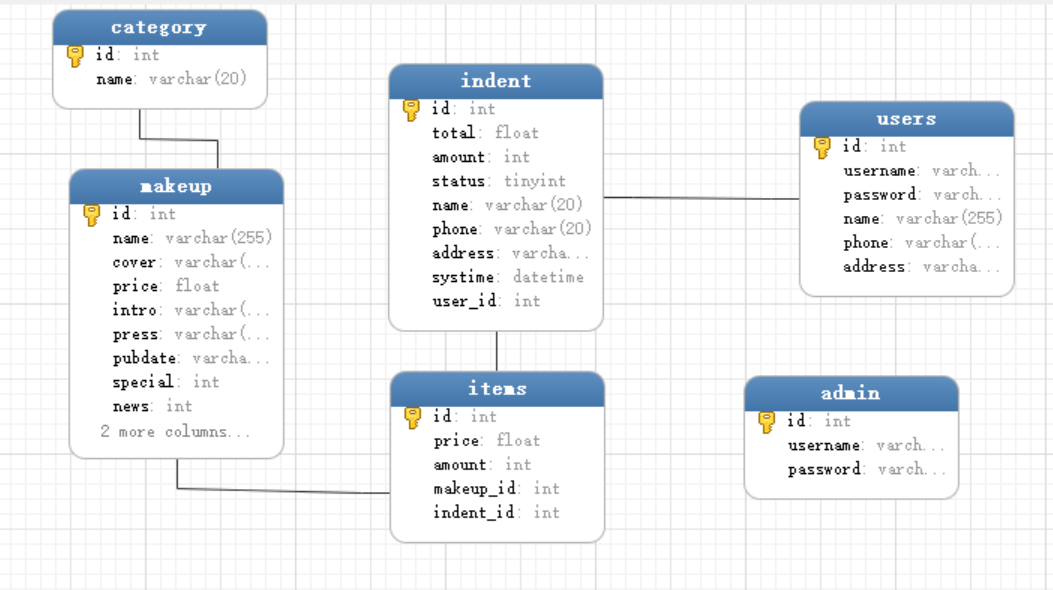 category
id: int
name: varchar(20)
makeup
id: int
name: varchar(255)
cover: varchar(...
price: float
intro: varchar(...
press: varchar(...
pubdate: varcha...
special: int
news: int
2 more columns...
indent
id: int
total: float
amount: int
status: tinyint
name: varchar(20)
phone: varchar(20)
address: varcha...
systime: datetime
user_id: int
items
id: int
price: float
amount: int
makeup_id: int
indent_id: int
users
id: int
username: varch...
password: varch...
name: varchar(255)
phone: varchar(...
address: varcha...
admin
id: int
username: varch...
password: varch...